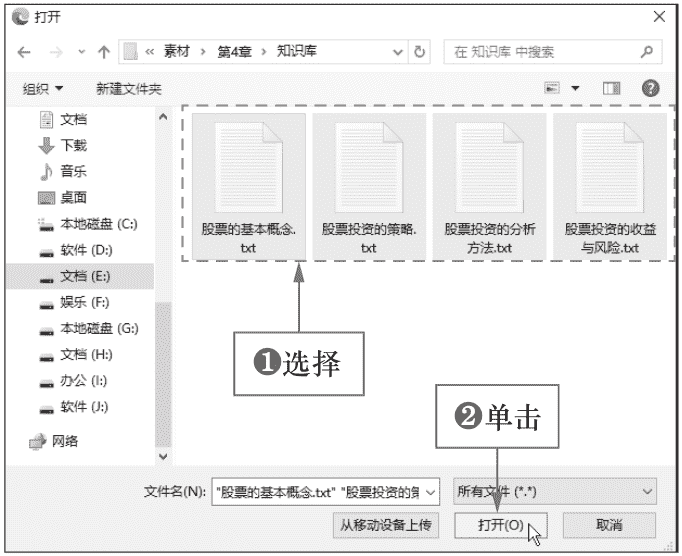 打开
« 素材 › 第4章 › 知识库
在 知识库 中搜索
组织
新建文件夹
文档
下载
音乐
桌面
本地磁盘 (C:)
软件 (D:)
文档 (E:)
娱乐 (F:)
本地磁盘 (G:)
文档 (H:)
办公 (I:)
软件 (J:)
网络
股票的基本概念.
txt
股票投资的策略.
txt
股票投资的分析
方法.txt
股票投资的收益
与风险.txt
❶选择
❷单击
文件名(N):
"股票的基本概念.txt" "股票投资的策
所有文件 (*.*)
从移动设备上传
打开(O)
取消